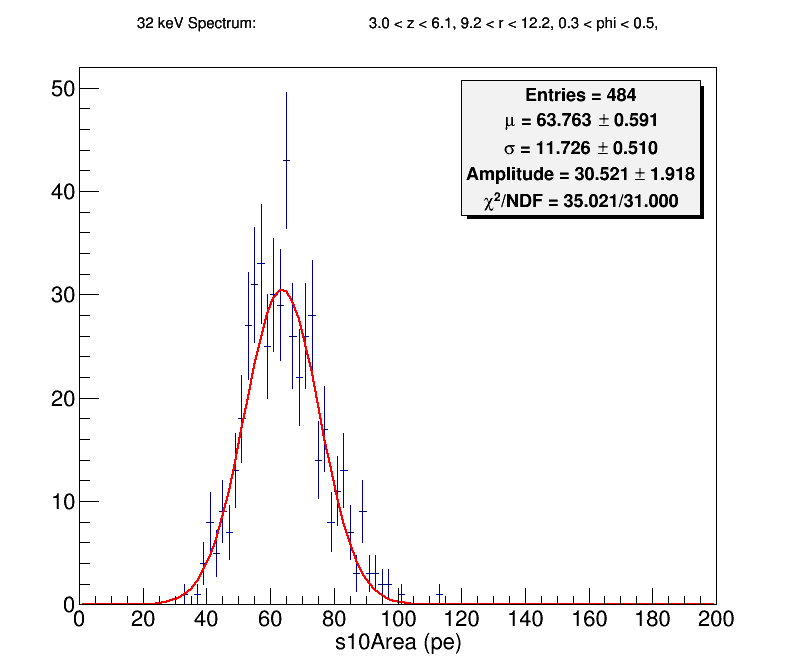 32 keV Spectrum: 3.0 < z < 6.1, 9.2 < r < 12.2, 0.3 < phi < 0.5,
Entries = 484
μ = 63.763 ± 0.591
σ = 11.726 ± 0.510
Amplitude = 30.521 ± 1.918
χ²/NDF = 35.021/31.000
50
40
30
20
10
0
0 20 40 60 80 100 120 140 160 180 200
s10Area (pe)